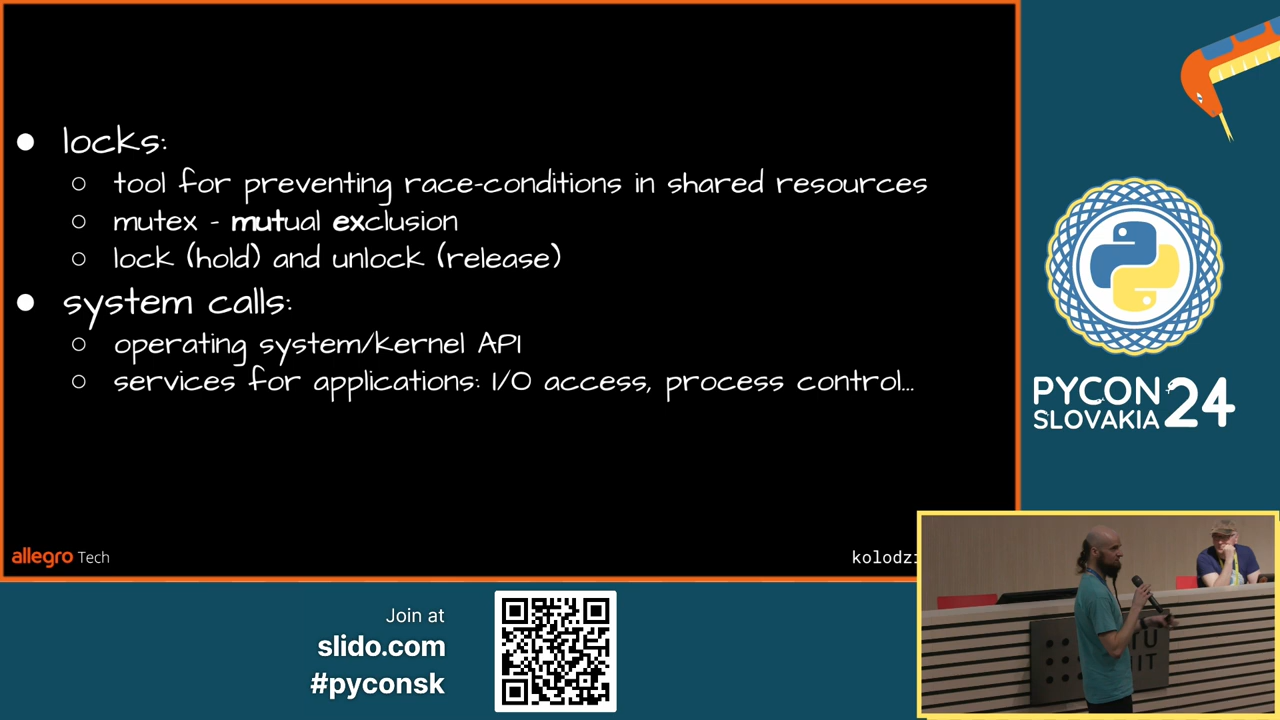 ● locks:
○ tool for preventing race-conditions in shared resources
○ mutex - mutual exclusion
○ lock (hold) and unlock (release)
● system calls:
○ operating system/kernel API
○ services for applications: I/O access, process control...
allegro Tech
PYCON
SLOVAKIA
24
Join at
slido.com
#pyconsk